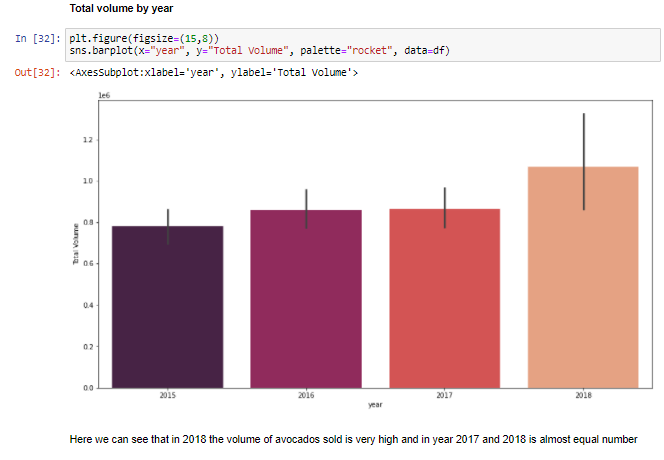 Total volume by year
In [32]: plt.figure(figsize=(15,8))
sns.barplot(x="year", y="Total Volume", palette="rocket", data=df)
Out[32]: <AxesSubplot:xlabel='year', ylabel='Total Volume'>
1e6
1.2
1.0
0.8
0.6
0.4
0.2
0.0
Total Volume
2015 2016 2017 2018
year
Here we can see that in 2018 the volume of avocados sold is very high and in year 2017 and 2018 is almost equal number